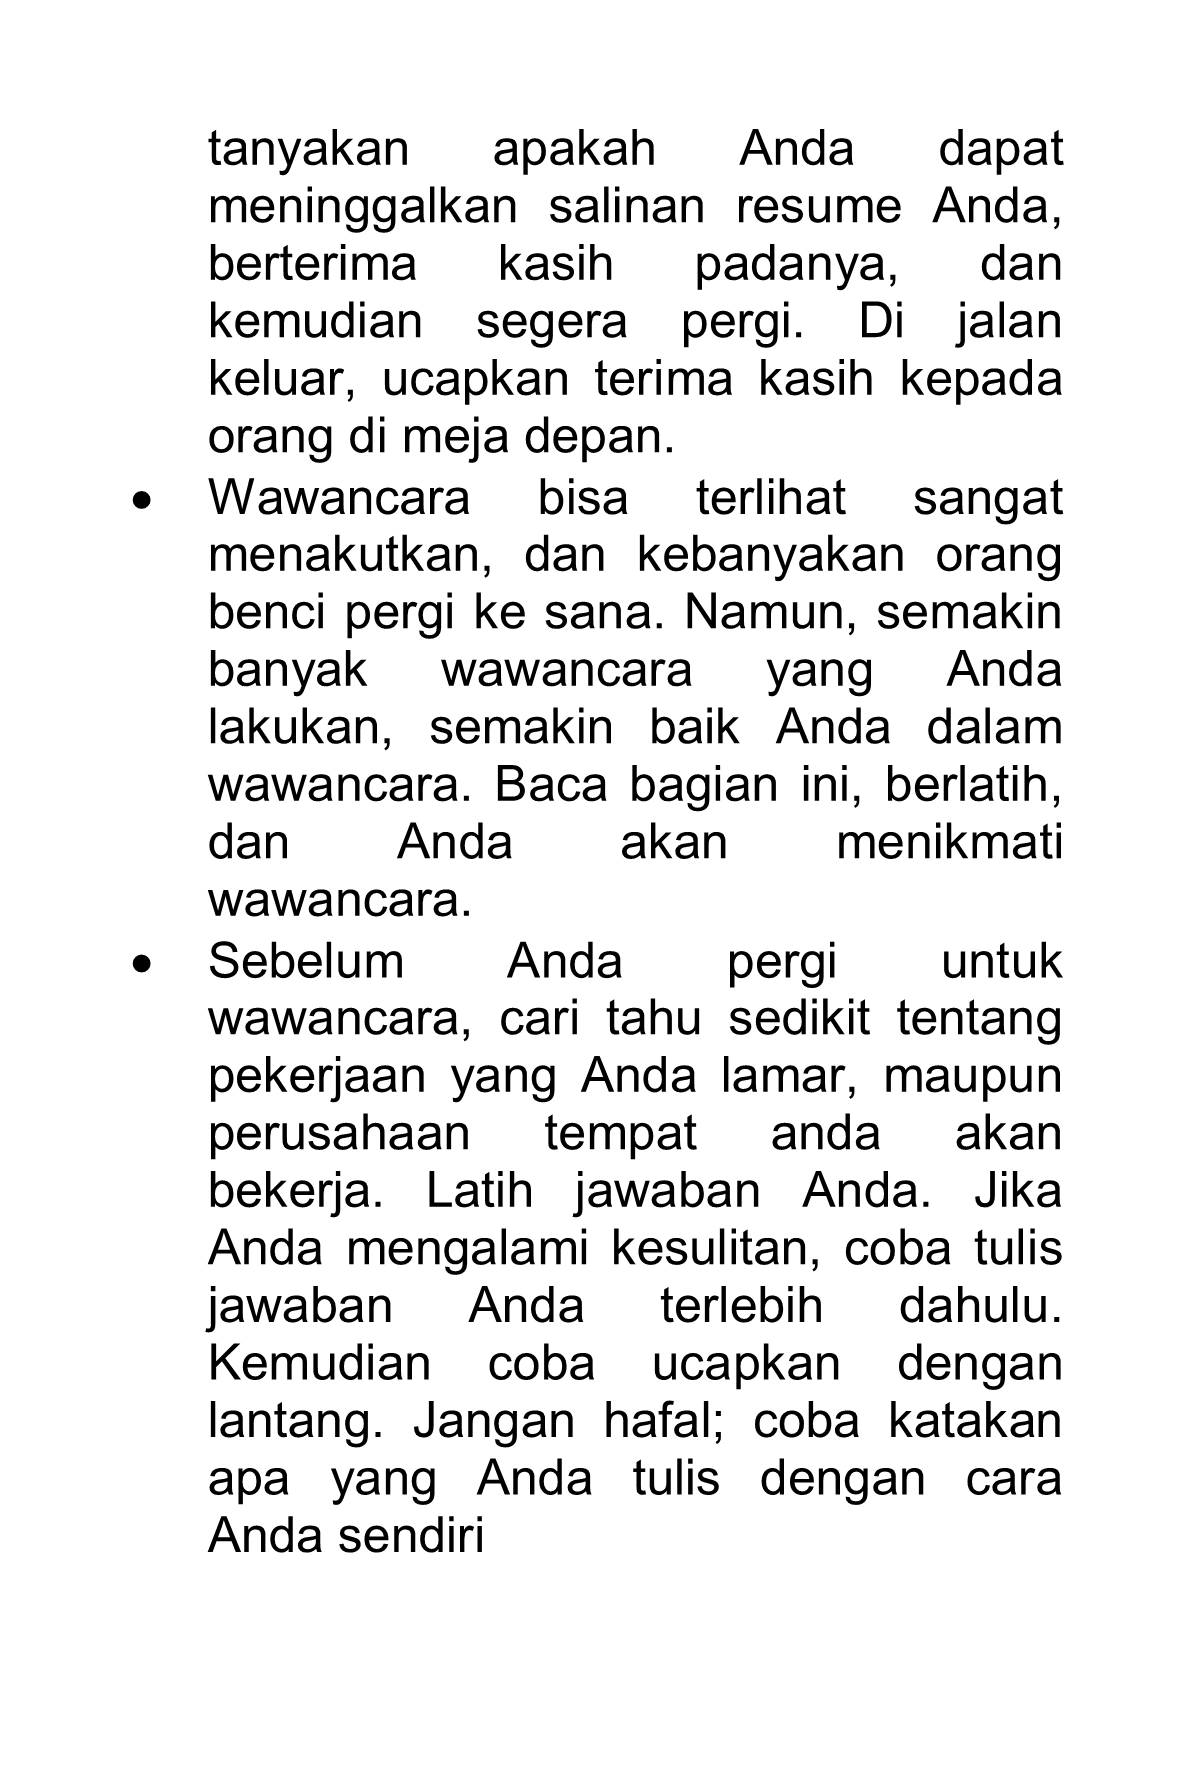 tanyakan apakah Anda dapat
meninggalkan salinan resume Anda,
berterima kasih padanya, dan
kemudian segera pergi. Di jalan
keluar, ucapkan terima kasih kepada
orang di meja depan.
• Wawancara bisa terlihat sangat
menakutkan, dan kebanyakan orang
benci pergi ke sana. Namun, semakin
banyak wawancara yang Anda
lakukan, semakin baik Anda dalam
wawancara. Baca bagian ini, berlatih,
dan Anda akan menikmati
wawancara.
• Sebelum Anda pergi untuk
wawancara, cari tahu sedikit tentang
pekerjaan yang Anda lamar, maupun
perusahaan tempat anda akan
bekerja. Latih jawaban Anda. Jika
Anda mengalami kesulitan, coba tulis
jawaban Anda terlebih dahulu.
Kemudian coba ucapkan dengan
lantang. Jangan hafal; coba katakan
apa yang Anda tulis dengan cara
Anda sendiri